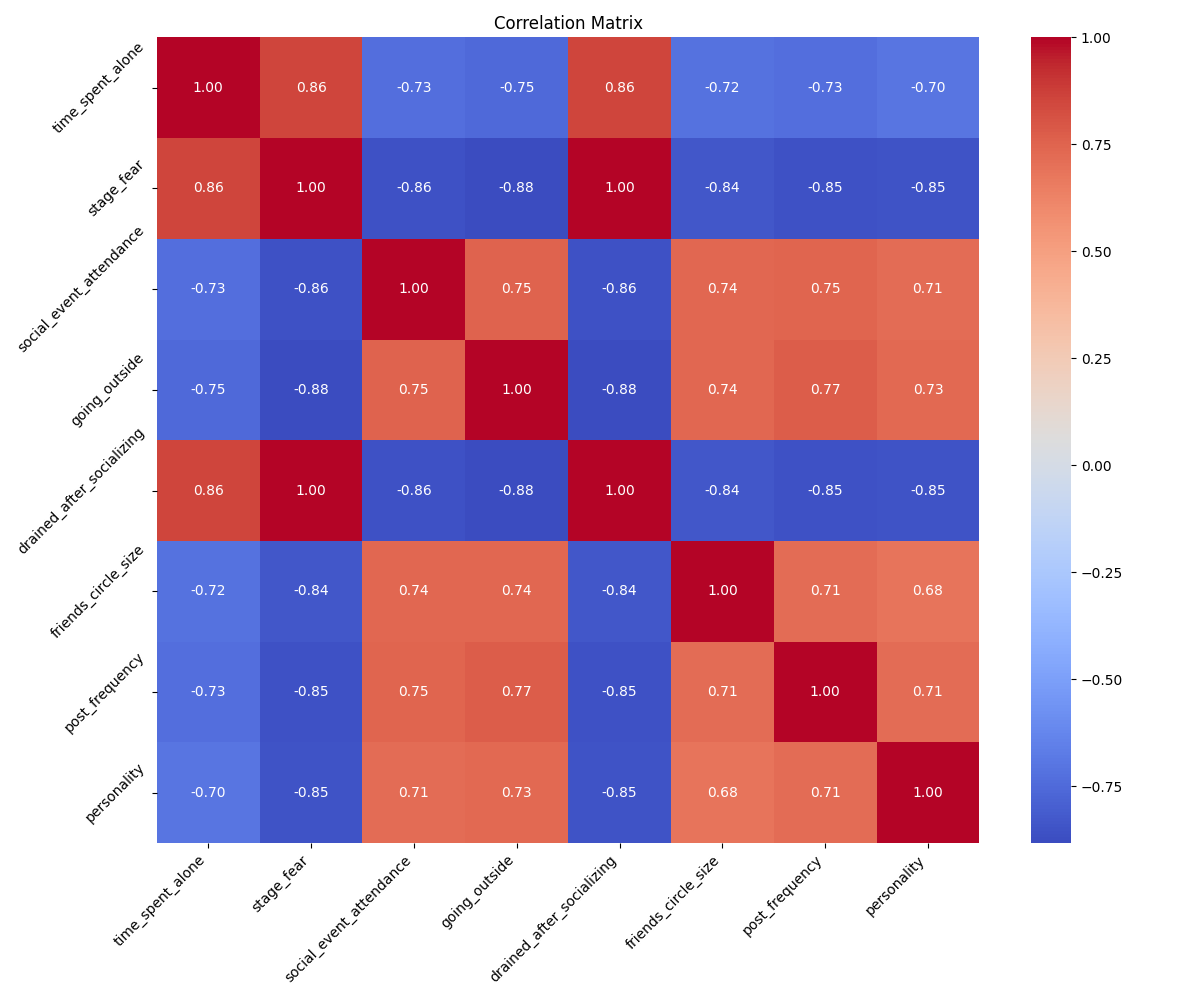 Correlation Matrix
time_spent_alone 1.00 0.86 -0.73 -0.75 0.86 -0.72 -0.73 -0.70
stage_fear 0.86 1.00 -0.86 -0.88 1.00 -0.84 -0.85 -0.85
social_event_attendance -0.73 -0.86 1.00 0.75 -0.86 0.74 0.75 0.71
going_outside -0.75 -0.88 0.75 1.00 -0.88 0.74 0.77 0.73
drained_after_socializing 0.86 1.00 -0.86 -0.88 1.00 -0.84 -0.85 -0.85
friends_circle_size -0.72 -0.84 0.74 0.74 -0.84 1.00 0.71 0.68
post_frequency -0.73 -0.85 0.75 0.77 -0.85 0.71 1.00 0.71
personality -0.70 -0.85 0.71 0.73 -0.85 0.68 0.71 1.00
time_spent_alone
stage_fear
social_event_attendance
going_outside
drained_after_socializing
friends_circle_size
post_frequency
personality
1.00
0.75
0.50
0.25
0.00
−0.25
−0.50
−0.75